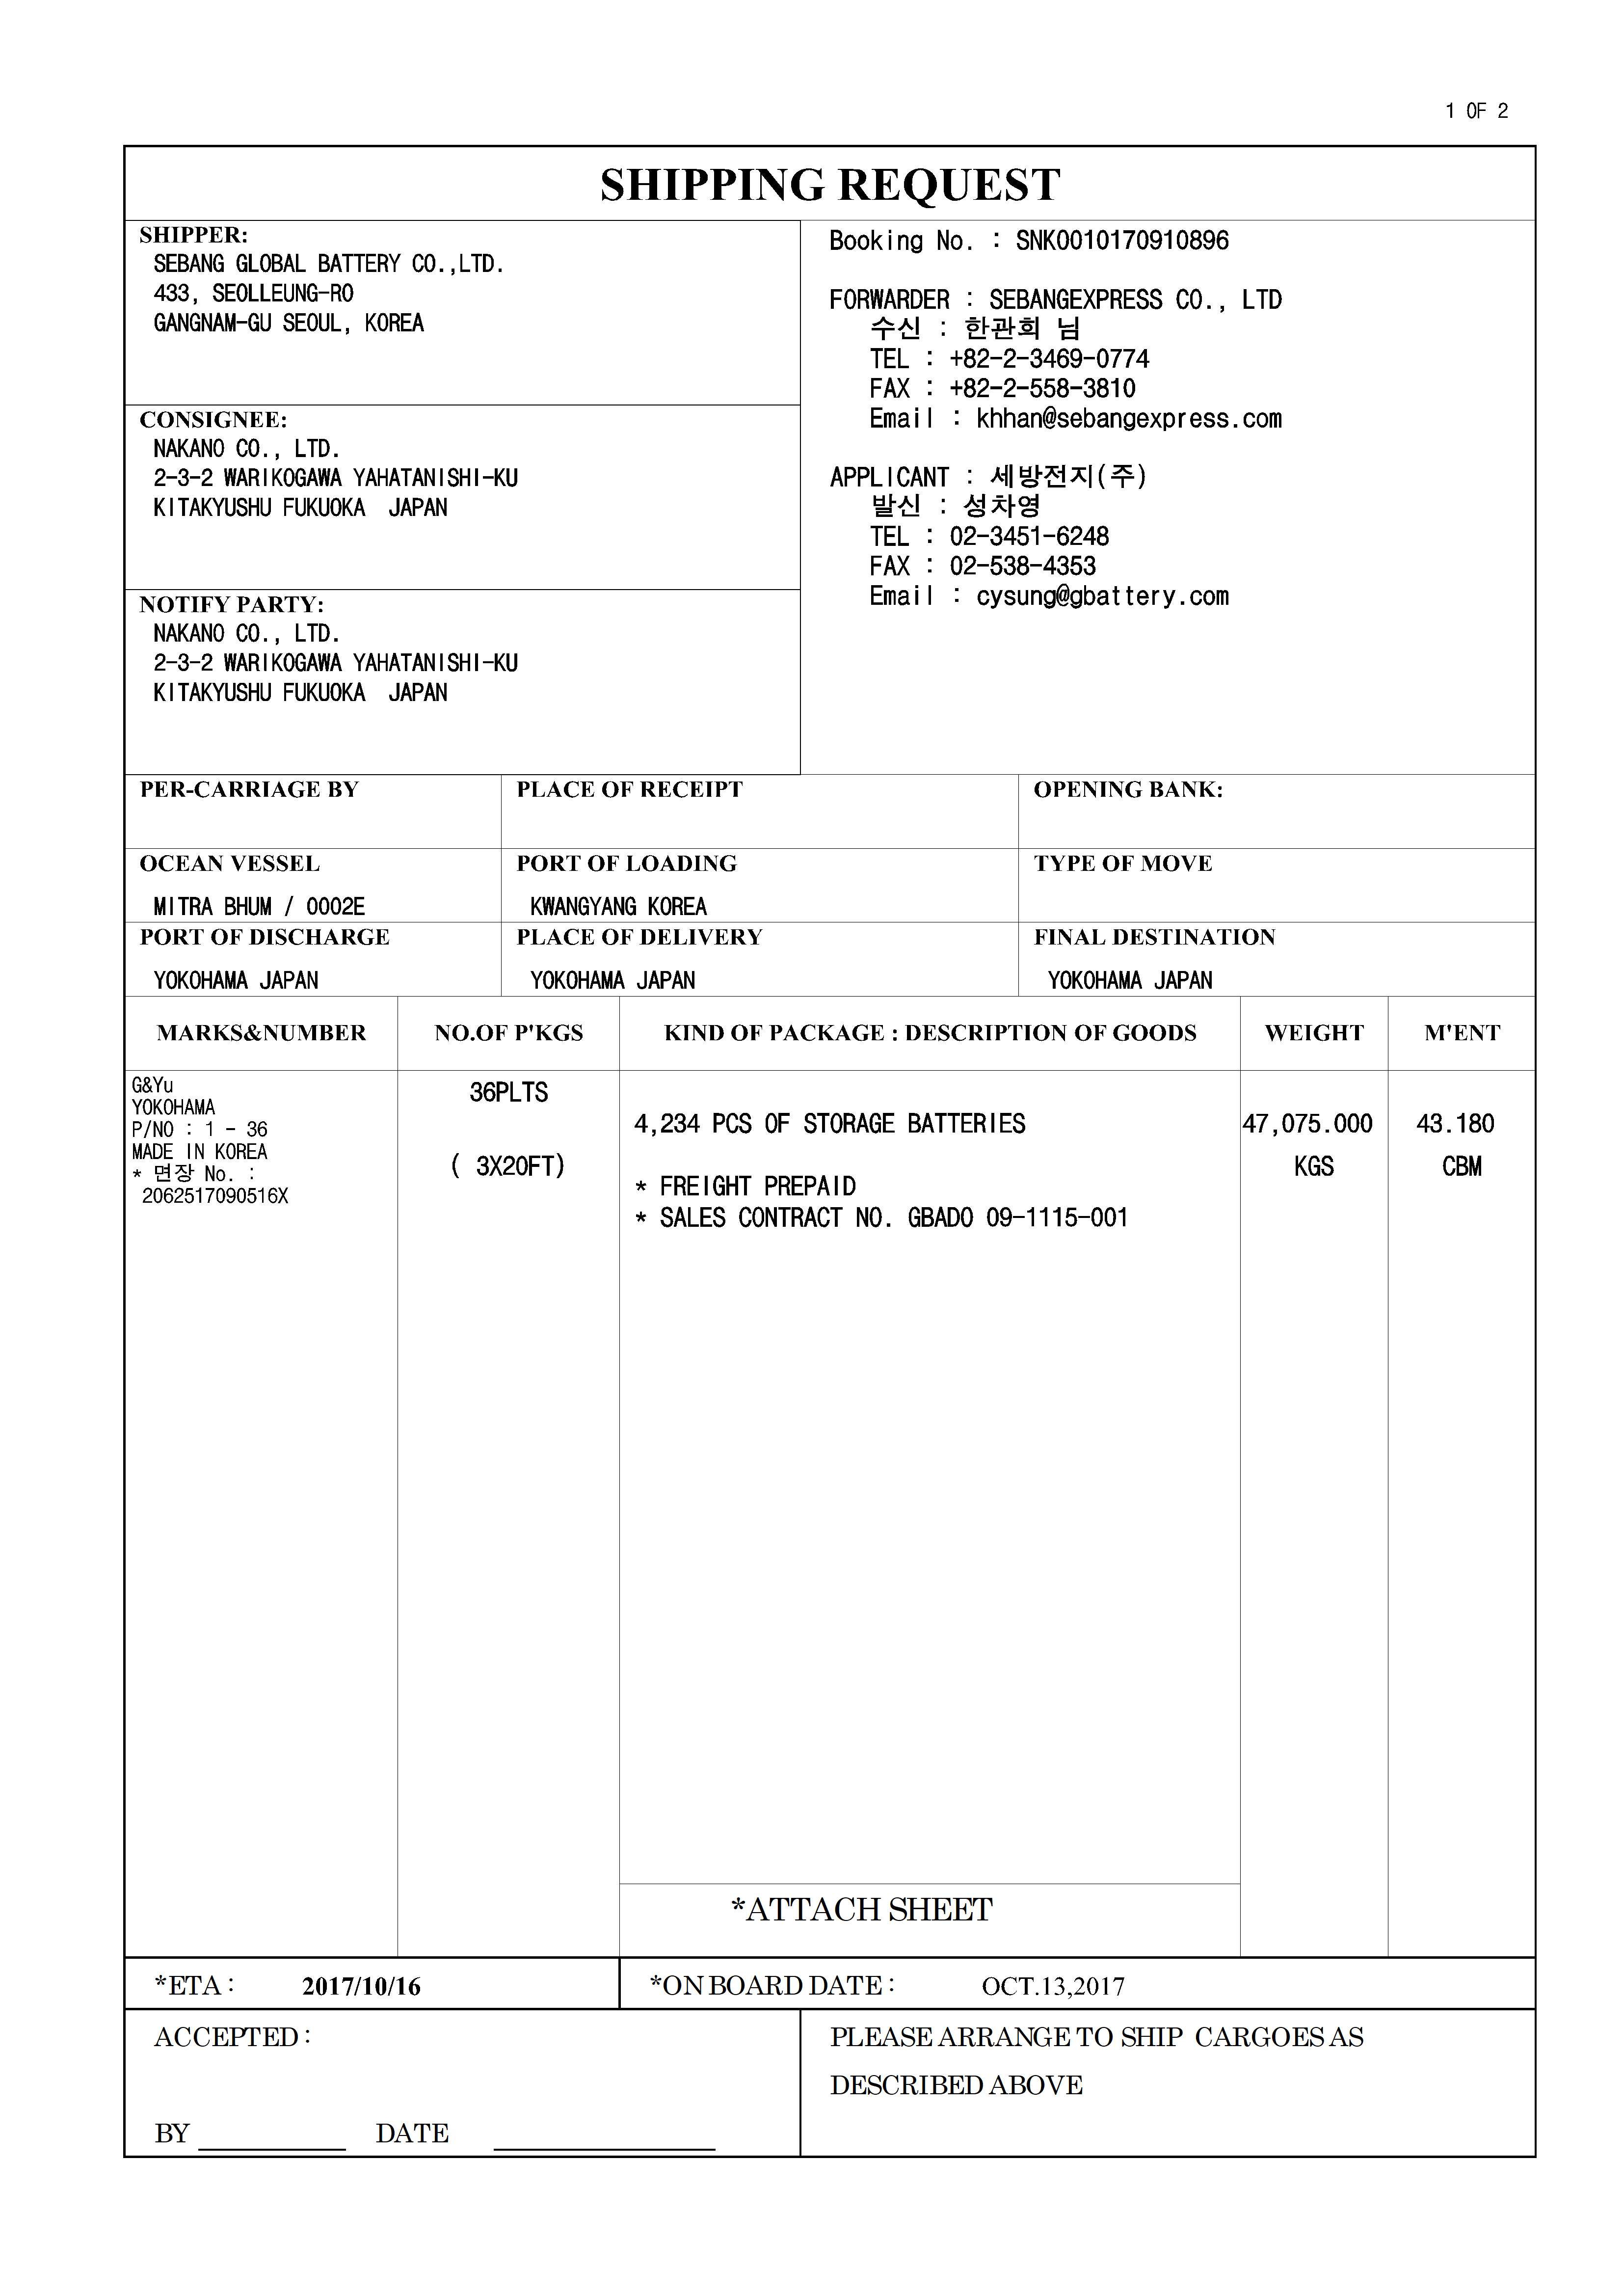 1 OF 2
SHIPPING REQUEST
SHIPPER:
SEBANG GLOBAL BATTERY CO.,LTD.
433, SEOLLEUNG-RO
GANGNAM-GU SEOUL, KOREA
CONSIGNEE:
NAKANO CO., LTD.
2-3-2 WARIKOGAWA YAHATANISHI-KU
KITAKYUSHU FUKUOKA  JAPAN
NOTIFY PARTY:
NAKANO CO., LTD.
2-3-2 WARIKOGAWA YAHATANISHI-KU
KITAKYUSHU FUKUOKA  JAPAN
Booking No. : SNK0010170910896
FORWARDER : SEBANGEXPRESS CO., LTD
수신 : 한관희 님
TEL : +82-2-3469-0774
FAX : +82-2-558-3810
Email : khhan@sebangexpress.com
APPLICANT : 세방전지(주)
발신 : 성차영
TEL : 02-3451-6248
FAX : 02-538-4353
Email : cysung@gbattery.com
PER-CARRIAGE BY
PLACE OF RECEIPT
OPENING BANK:
OCEAN VESSEL
MITRA BHUM / 0002E
PORT OF LOADING
KWANGYANG KOREA
TYPE OF MOVE
PORT OF DISCHARGE
YOKOHAMA JAPAN
PLACE OF DELIVERY
YOKOHAMA JAPAN
FINAL DESTINATION
YOKOHAMA JAPAN
MARKS&NUMBER
NO.OF P'KGS
KIND OF PACKAGE : DESCRIPTION OF GOODS
WEIGHT
M'ENT
G&Yu
YOKOHAMA
P/NO : 1 - 36
MADE IN KOREA
* 면장 No. :
2062517090516X
36PLTS
( 3X20FT)
4,234 PCS OF STORAGE BATTERIES
* FREIGHT PREPAID
* SALES CONTRACT NO. GBADO 09-1115-001
47,075.000
KGS
43.180
CBM
*ATTACH SHEET
*ETA : 2017/10/16
*ON BOARD DATE : OCT.13,2017
ACCEPTED :
BY DATE
PLEASE ARRANGE TO SHIP CARGOES AS
DESCRIBED ABOVE